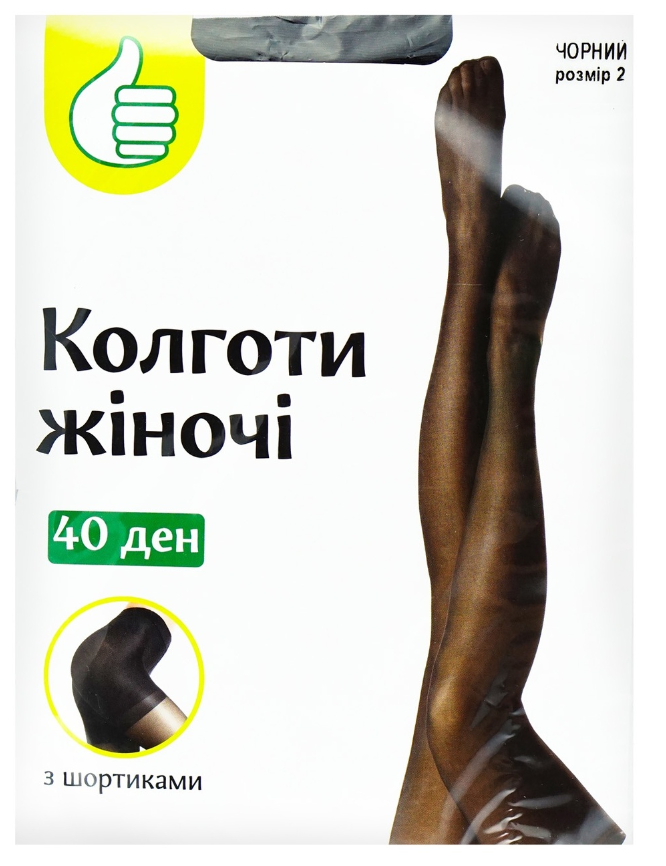 ЧОРНИЙ
розмір 2
Колготи
жіночі
40 ден
з шортиками